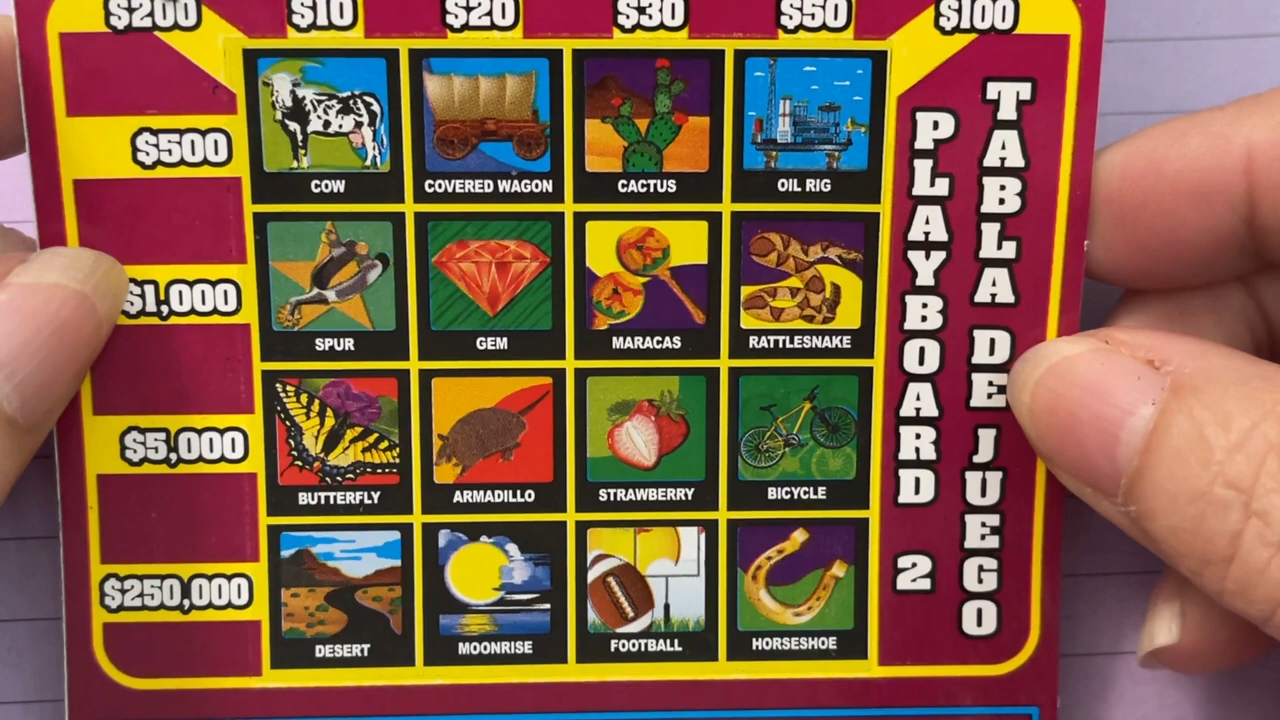 $200 $10 $20 $30 $50 $100
COW COVERED WAGON CACTUS OIL RIG
$500
SPUR GEM MARACAS RATTLESNAKE
$1,000
BUTTERFLY ARMADILLO STRAWBERRY BICYCLE
$5,000
DESERT MOONRISE FOOTBALL HORSESHOE
$250,000
TABLA DE JUEGO
PLAYBOARD 2